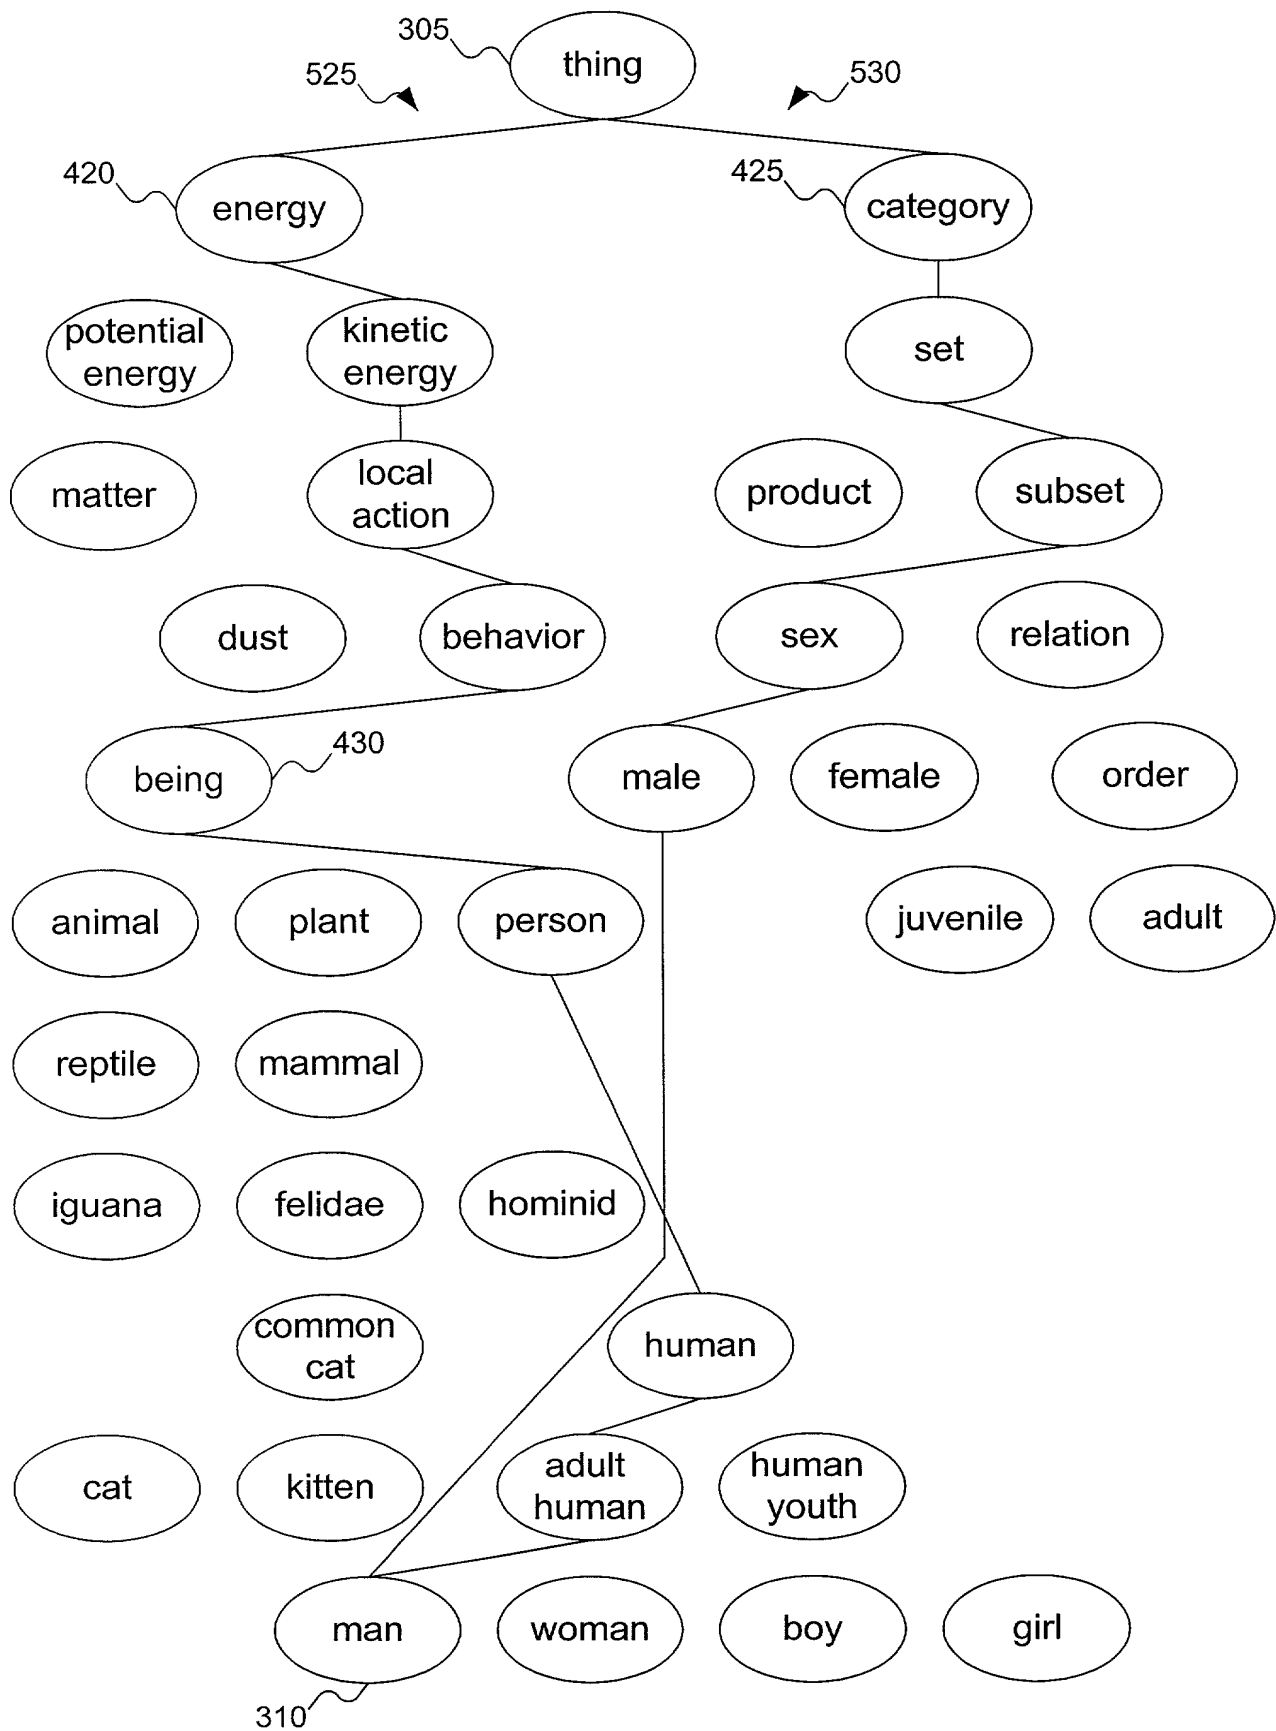 305
thing
525
530
420
energy
425
category
potential
energy
kinetic
energy
set
matter
local
action
product
subset
dust
behavior
sex
relation
being
430
male
female
order
animal
plant
person
juvenile
adult
reptile
mammal
iguana
felidae
hominid
common
cat
human
cat
kitten
adult
human
human
youth
man
woman
boy
girl
310